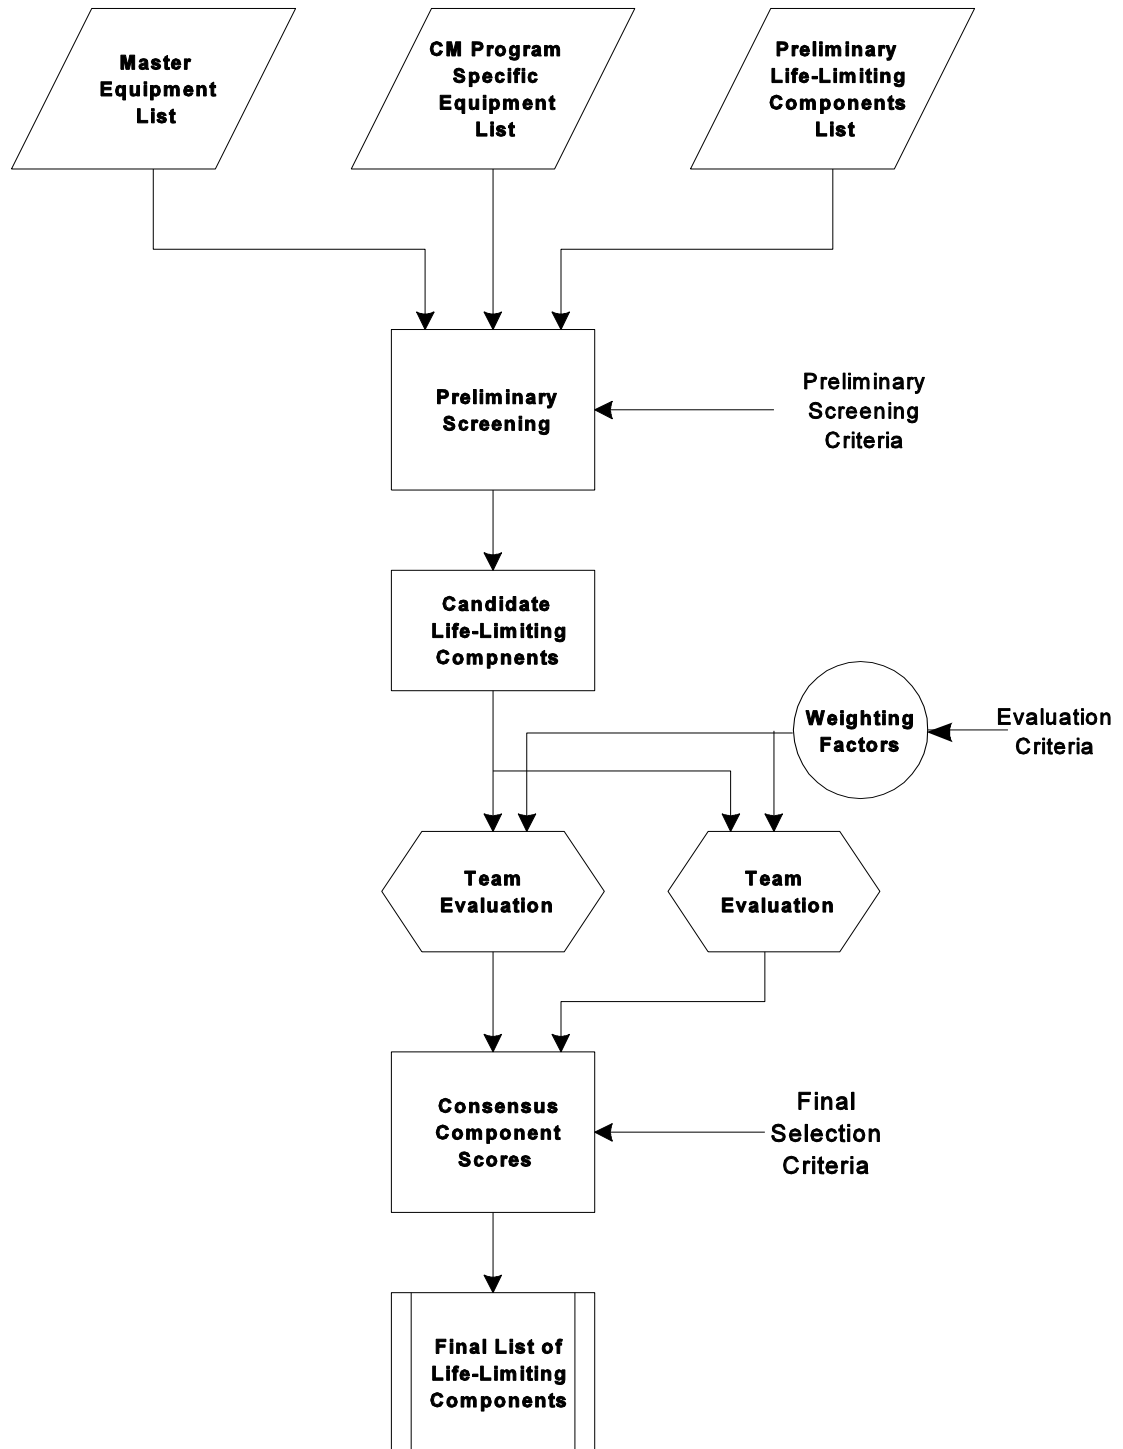 Master
Equipment
List
CM Program
Specific
Equipment
List
Preliminary
Life-Limiting
Components
List
Preliminary
Screening
Preliminary
Screening
Criteria
Candidate
Life-Limiting
Compnents
Weighting
Factors
Evaluation
Criteria
Team
Evaluation
Team
Evaluation
Consensus
Component
Scores
Final
Selection
Criteria
Final List of
Life-Limiting
Components